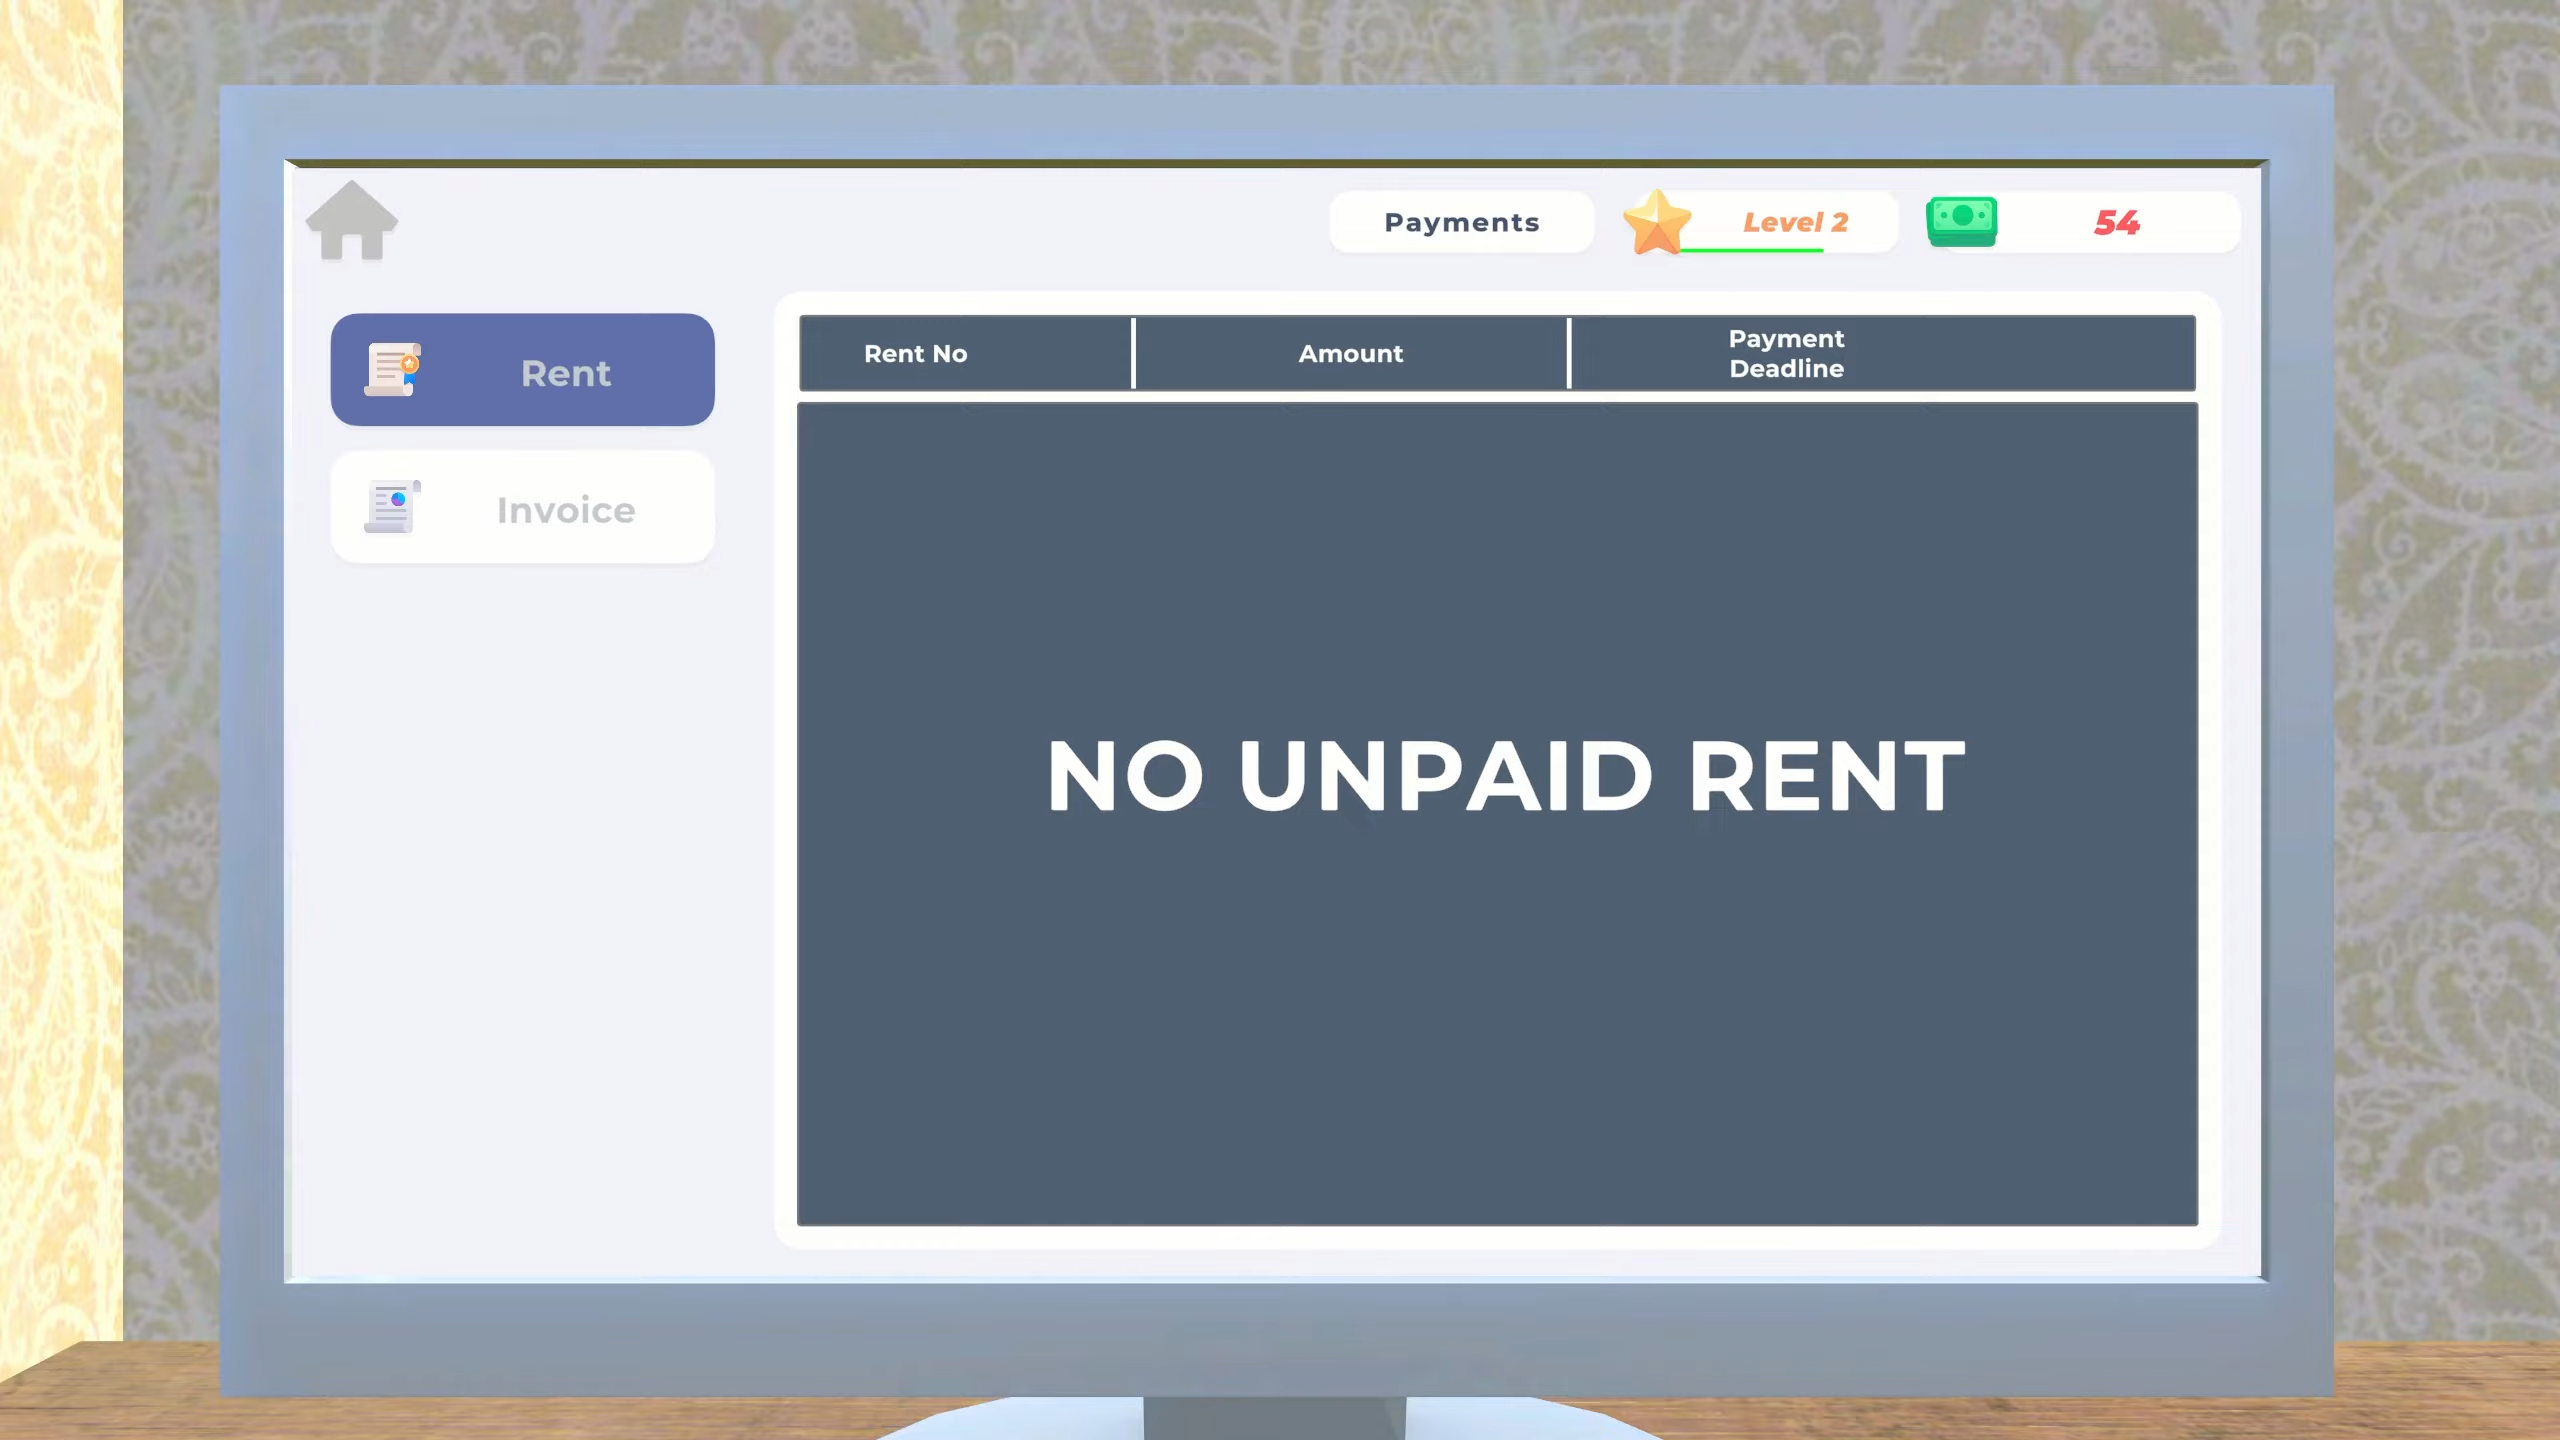 Payments
Level 2
54
Rent
Invoice
Rent No
Amount
Payment
Deadline
NO UNPAID RENT